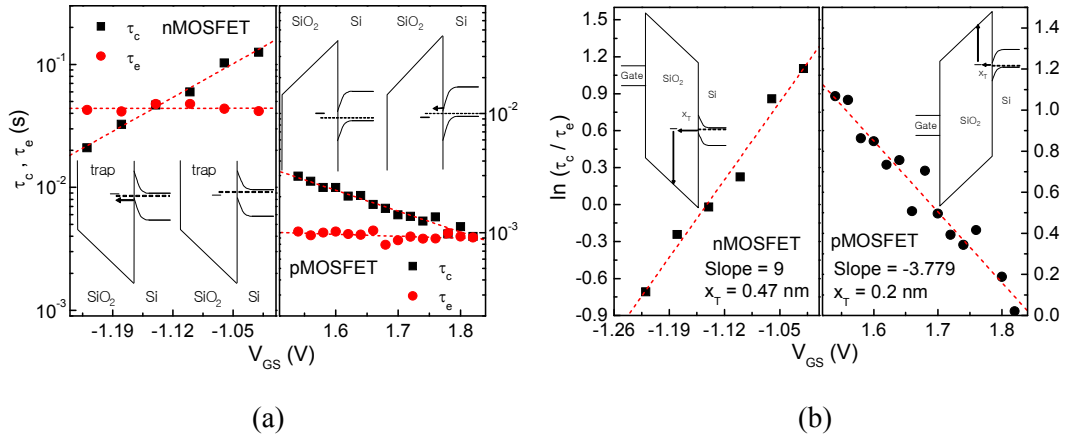 (a)
τc nMOSFET
τe
SiO2 Si SiO2 Si
10^-1
10^-2
10^-3
τc , τe (s)
trap trap
SiO2 Si SiO2 Si
10^-2
10^-3
pMOSFET
τc
τe
-1.19 -1.12 -1.05 1.6 1.7 1.8
VGS (V)
(a)
(b)
1.5
1.2
0.9
0.6
0.3
0.0
-0.3
-0.6
-0.9
ln (τc / τe)
Gate
SiO2
Si
xT
nMOSFET
Slope = 9
xT = 0.47 nm
xT
Si
SiO2
Gate
pMOSFET
Slope = -3.779
xT = 0.2 nm
1.4
1.2
1.0
0.8
0.6
0.4
0.2
0.0
-1.26 -1.19 -1.12 -1.05 1.6 1.7 1.8
VGS (V)
(b)